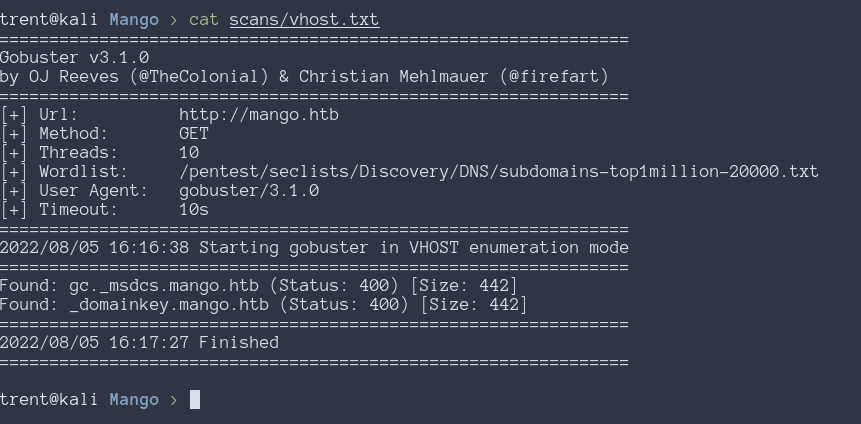 trent@kali Mango > cat scans/vhost.txt
===============================================================
Gobuster v3.1.0
by OJ Reeves (@TheColonial) & Christian Mehlmauer (@firefart)
===============================================================
[+] Url:          http://mango.htb
[+] Method:       GET
[+] Threads:      10
[+] Wordlist:     /pentest/seclists/Discovery/DNS/subdomains-top1million-20000.txt
[+] User Agent:   gobuster/3.1.0
[+] Timeout:      10s
===============================================================
2022/08/05 16:16:38 Starting gobuster in VHOST enumeration mode
===============================================================
Found: gc._msdcs.mango.htb (Status: 400) [Size: 442]
Found: _domainkey.mango.htb (Status: 400) [Size: 442]
===============================================================
2022/08/05 16:17:27 Finished
===============================================================
trent@kali Mango >